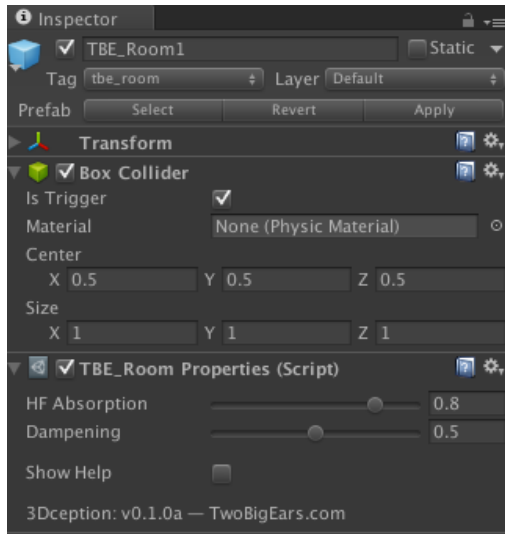 Inspector
TBE_Room1 Static
Tag tbe_room Layer Default
Prefab Select Revert Apply
Transform
Box Collider
Is Trigger
Material None (Physic Material)
Center
X 0.5 Y 0.5 Z 0.5
Size
X 1 Y 1 Z 1
TBE_Room Properties (Script)
HF Absorption 0.8
Dampening 0.5
Show Help
3Dception: v0.1.0a — TwoBigEars.com